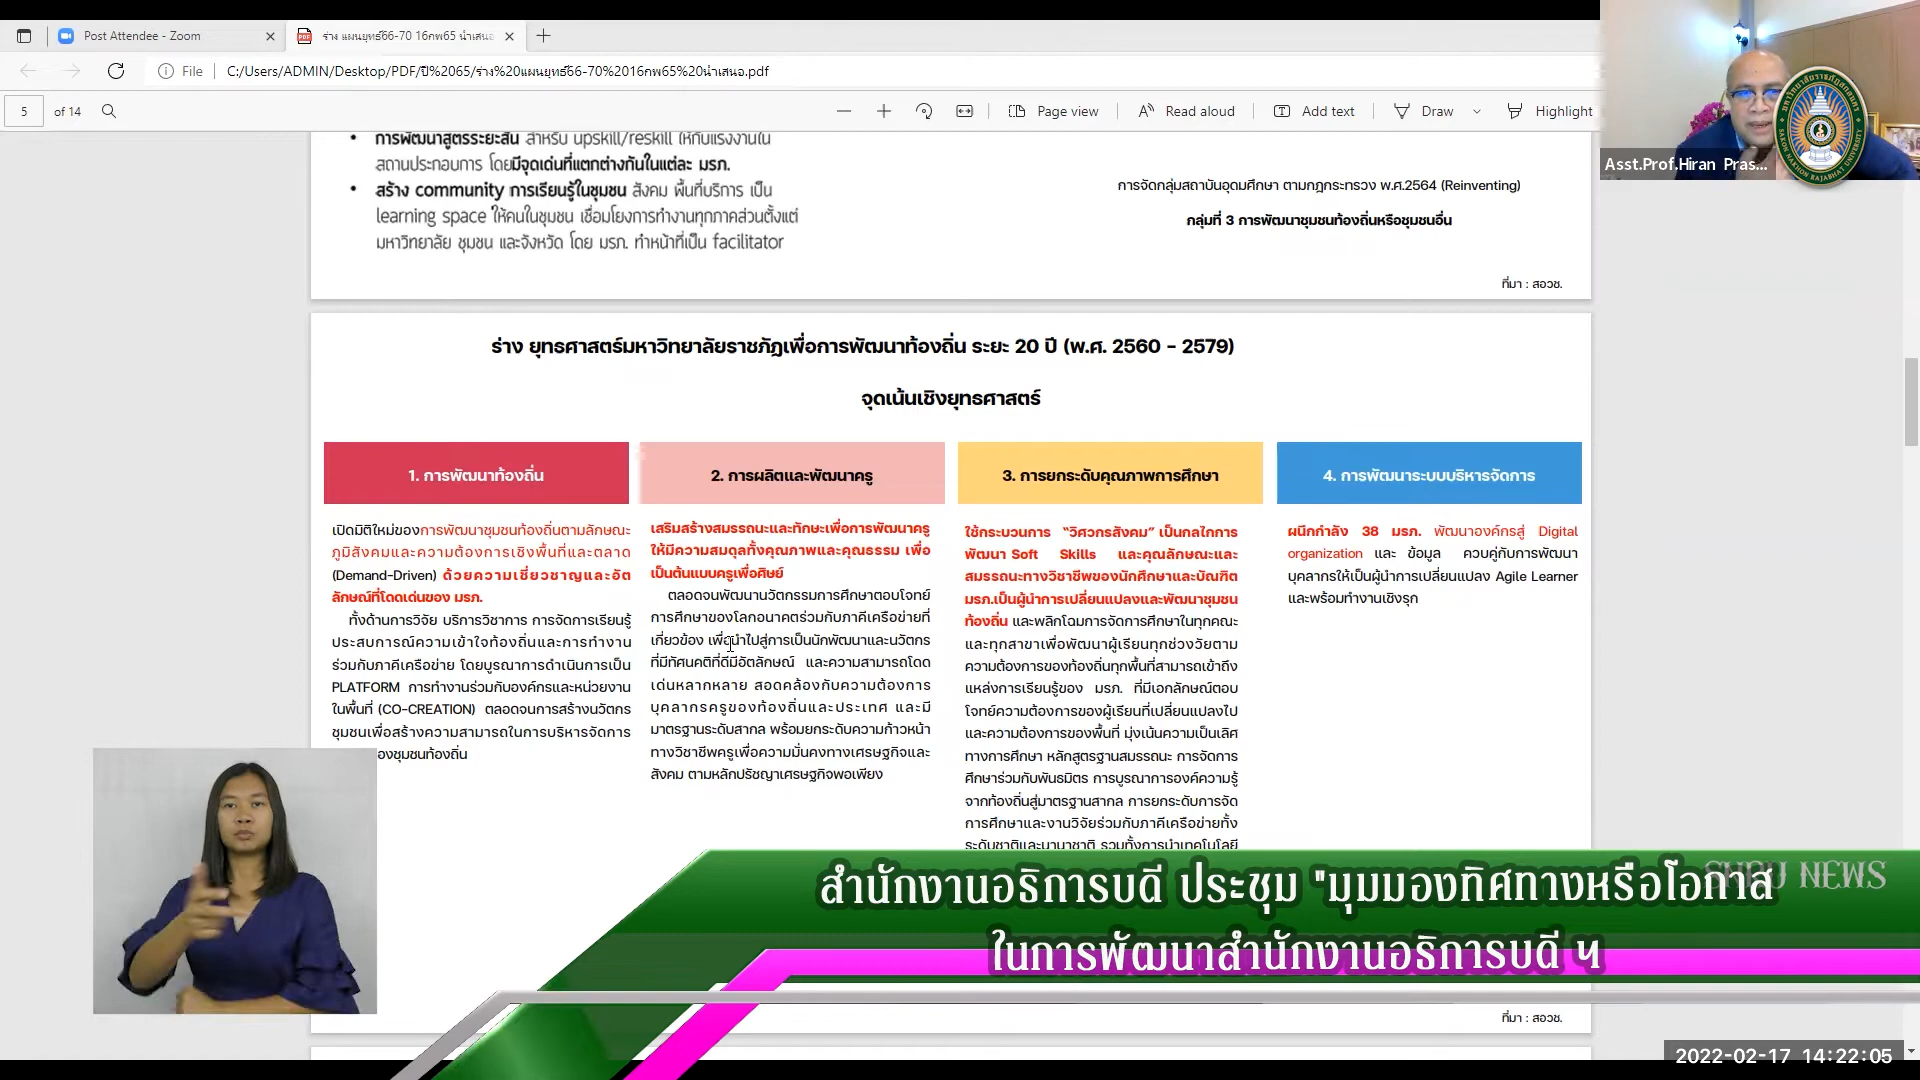 Post Attendee - Zoom
ร่าง แผนยุทธ์66-70 16กพ65 นำเสนอ
File
C:/Users/ADMIN/Desktop/PDF/ปี%2065/ร่าง%20แผนยุทธ์66-70%2016กพ65%20นำเสนอ.pdf
5 of 14
Page view
Read aloud
Add text
Draw
Highlight
Asst.Prof.Hiran Pras...
การพัฒนาสูตรระยะสั้น สำหรับ upskill/reskill ให้กับแรงงานใน
สถานประกอบการ โดยมีจุดเด่นที่แตกต่างกันในแต่ละ มรภ.
สร้าง community การเรียนรู้ในชุมชน สังคม พื้นที่บริการ เป็น
learning space ให้คนในชุมชน เชื่อมโยงการทำงานทุกภาคส่วนตั้งแต่
มหาวิทยาลัย ชุมชน และจังหวัด โดย มรภ. ทำหน้าที่เป็น facilitator
การจัดกลุ่มสถาบันอุดมศึกษา ตามกฎกระทรวง พ.ศ.2564 (Reinventing)
กลุ่มที่ 3 การพัฒนาชุมชนท้องถิ่นหรือชุมชนอื่น
ที่มา : สอวช.
ร่าง ยุทธศาสตร์มหาวิทยาลัยราชภัฏเพื่อการพัฒนาท้องถิ่น ระยะ 20 ปี (พ.ศ. 2560 - 2579)
จุดเน้นเชิงยุทธศาสตร์
1. การพัฒนาท้องถิ่น
เปิดมิติใหม่ของการพัฒนาชุมชนท้องถิ่นตามลักษณะ
ภูมิสังคมและความต้องการเชิงพื้นที่และตลาด
(Demand-Driven) ด้วยความเชี่ยวชาญและอัต
ลักษณ์ที่โดดเด่นของ มรภ.
ทั้งด้านการวิจัย บริการวิชาการ การจัดการเรียนรู้
ประสบการณ์ความเข้าใจท้องถิ่นและการทำงาน
ร่วมกับภาคีเครือข่าย โดยบูรณาการดำเนินการเป็น
PLATFORM การทำงานร่วมกับองค์กรและหน่วยงาน
ในพื้นที่ (CO-CREATION) ตลอดจนการสร้างนวัตกร
ชุมชนเพื่อสร้างความสามารถในการบริหารจัดการ
องชุมชนท้องถิ่น
2. การผลิตและพัฒนาครู
เสริมสร้างสมรรถนะและทักษะเพื่อการพัฒนาครู
ให้มีความสมดุลทั้งคุณภาพและคุณธรรม เพื่อ
เป็นต้นแบบครูเพื่อศิษย์
ตลอดจนพัฒนานวัตกรรมการศึกษาตอบโจทย์
การศึกษาของโลกอนาคตร่วมกับภาคีเครือข่ายที่
เกี่ยวข้อง เพื่อนำไปสู่การเป็นนักพัฒนาและนวัตกร
ที่มีทัศนคติที่ดีมีอัตลักษณ์ และความสามารถโดด
เด่นหลากหลาย สอดคล้องกับความต้องการ
บุคลากรครูของท้องถิ่นและประเทศ และมี
มาตรฐานระดับสากล พร้อมยกระดับความก้าวหน้า
ทางวิชาชีพครูเพื่อความมั่นคงทางเศรษฐกิจและ
สังคม ตามหลักปรัชญาเศรษฐกิจพอเพียง
3. การยกระดับคุณภาพการศึกษา
ใช้กระบวนการ “วิศวกรสังคม” เป็นกลไกการ
พัฒนา Soft Skills และคุณลักษณะและ
สมรรถนะทางวิชาชีพของนักศึกษาและบัณฑิต
มรภ.เป็นผู้นำการเปลี่ยนแปลงและพัฒนาชุมชน
ท้องถิ่น และพลิกโฉมการจัดการศึกษาในทุกคณะ
และทุกสาขาเพื่อพัฒนาผู้เรียนทุกช่วงวัยตาม
ความต้องการของท้องถิ่นทุกพื้นที่สามารถเข้าถึง
แหล่งการเรียนรู้ของ มรภ. ที่มีเอกลักษณ์ตอบ
โจทย์ความต้องการของผู้เรียนที่เปลี่ยนแปลงไป
และความต้องการของพื้นที่ มุ่งเน้นความเป็นเลิศ
ทางการศึกษา หลักสูตรฐานสมรรถนะ การจัดการ
ศึกษาร่วมกับพันธมิตร การบูรณาการองค์ความรู้
จากท้องถิ่นสู่มาตรฐานสากล การยกระดับการจัด
การศึกษาและงานวิจัยร่วมกับภาคีเครือข่ายทั้ง
ระดับชาติและนานาชาติ รวมทั้งการนำเทคโนโลยี
4. การพัฒนาระบบบริหารจัดการ
ผนึกกำลัง 38 มรภ. พัฒนาองค์กรสู่ Digital
organization และ ข้อมูล ควบคู่กับการพัฒนา
บุคลากรให้เป็นผู้นำการเปลี่ยนแปลง Agile Learner
และพร้อมทำงานเชิงรุก
SNRU NEWS
สำนักงานอธิการบดี ประชุม "มุมมองทิศทางหรือโอกาส
ในการพัฒนาสำนักงานอธิการบดี ฯ
ที่มา : สอวช.
2022-02-17 14:22:05